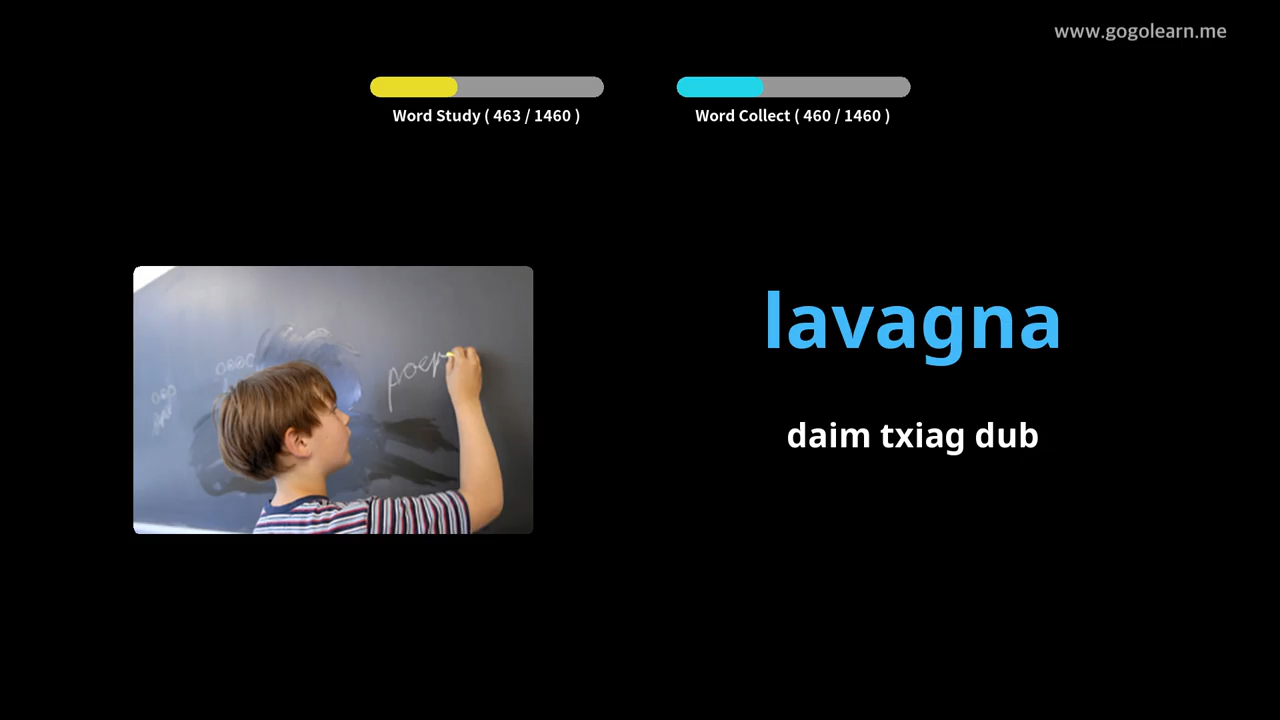 www.gogolearn.me
Word Study ( 463 / 1460 )
Word Collect ( 460 / 1460 )
lavagna
daim txiag dub